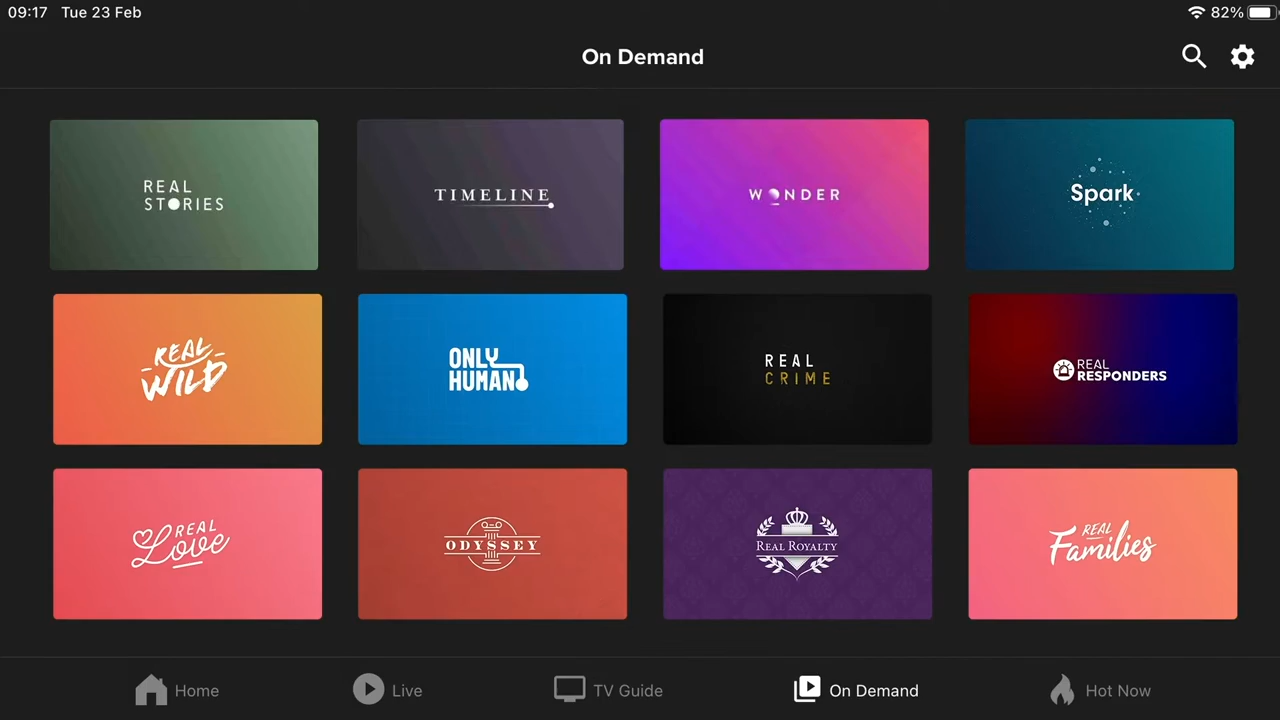 09:17 Tue 23 Feb 82%
On Demand
REAL
STORIES
TIMELINE
WONDER
Spark
REAL
WILD
ONLY
HUMAN
REAL
CRIME
REAL
RESPONDERS
REAL
Love
ODYSSEY
REAL ROYALTY
REAL
Families
Home Live TV Guide On Demand Hot Now